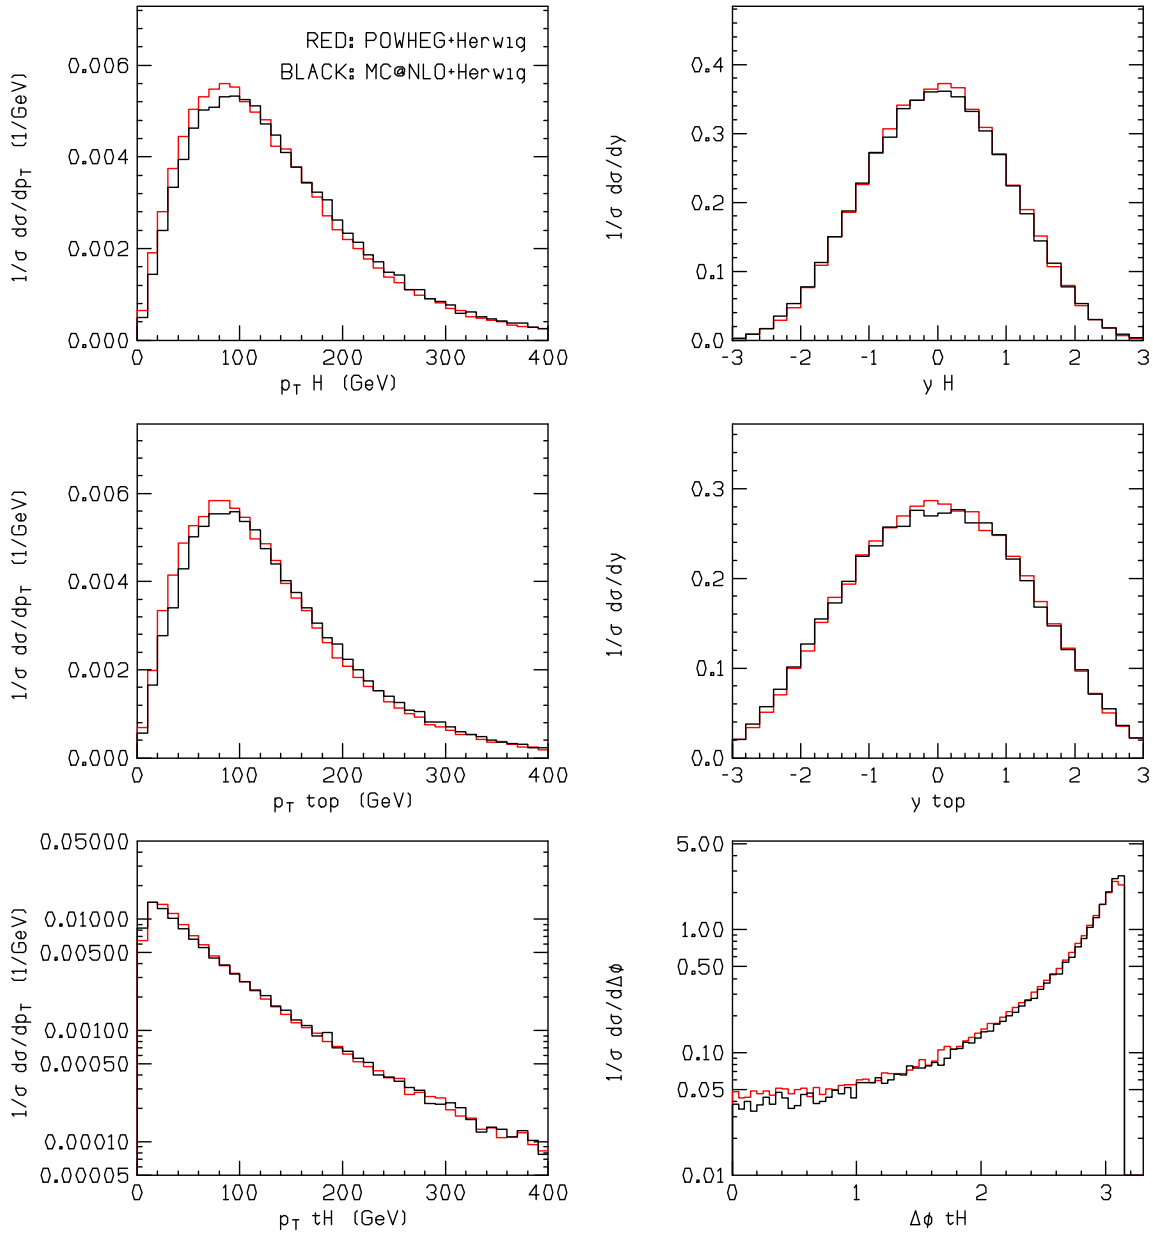 RED: POWHEG+Herwig
BLACK: MC@NLO+Herwig
1/σ dσ/dp_T (1/GeV)
0.006
0.004
0.002
0.000
0 100 200 300 400
p_T H (GeV)
1/σ dσ/dy
0.4
0.3
0.2
0.1
0.0
-3 -2 -1 0 1 2 3
y H
1/σ dσ/dp_T (1/GeV)
0.006
0.004
0.002
0.000
0 100 200 300 400
p_T top (GeV)
1/σ dσ/dy
0.3
0.2
0.1
0.0
-3 -2 -1 0 1 2 3
y top
1/σ dσ/dp_T (1/GeV)
0.05000
0.01000
0.00500
0.00100
0.00050
0.00010
0.00005
0 100 200 300 400
p_T tH (GeV)
1/σ dσ/dΔϕ
5.00
1.00
0.50
0.10
0.05
0.01
0 1 2 3
Δϕ tH